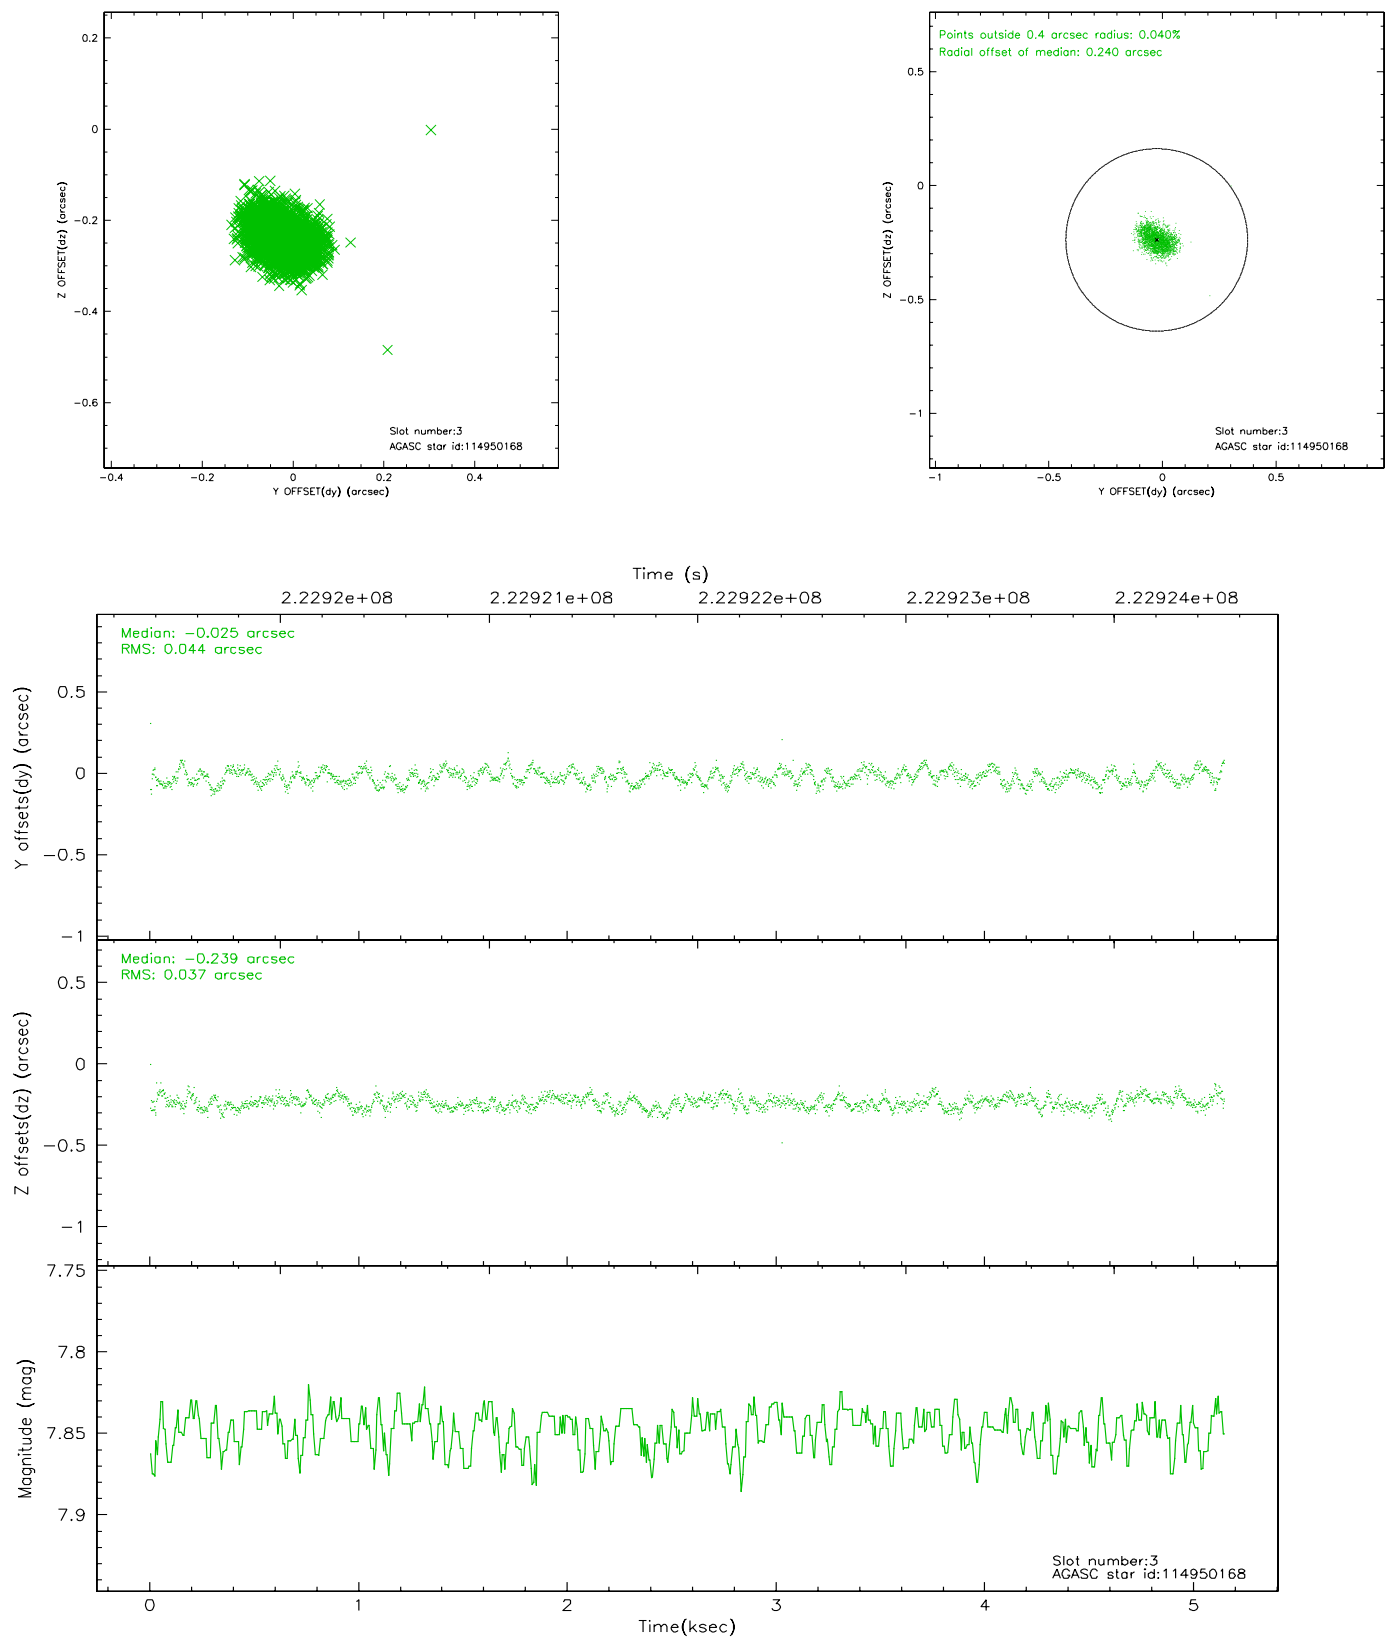 0.2
0
-0.2
-0.4
-0.6
-0.4
-0.2
0
0.2
0.4
Z OFFSET(dz) (arcsec)
Y OFFSET(dy) (arcsec)
Slot number:3
AGASC star id:114950168
Points outside 0.4 arcsec radius: 0.040%
Radial offset of median: 0.240 arcsec
0.5
0
-0.5
-1
-1
-0.5
0
0.5
Z OFFSET(dz) (arcsec)
Y OFFSET(dy) (arcsec)
Slot number:3
AGASC star id:114950168
Time (s)
2.2292e+08
2.22921e+08
2.22922e+08
2.22923e+08
2.22924e+08
Median: -0.025 arcsec
RMS: 0.044 arcsec
0.5
0
-0.5
-1
Y offsets(dy) (arcsec)
Median: -0.239 arcsec
RMS: 0.037 arcsec
0.5
0
-0.5
-1
Z offsets(dz) (arcsec)
7.75
7.8
7.85
7.9
Magnitude (mag)
Slot number:3
AGASC star id:114950168
0
1
2
3
4
5
Time(ksec)